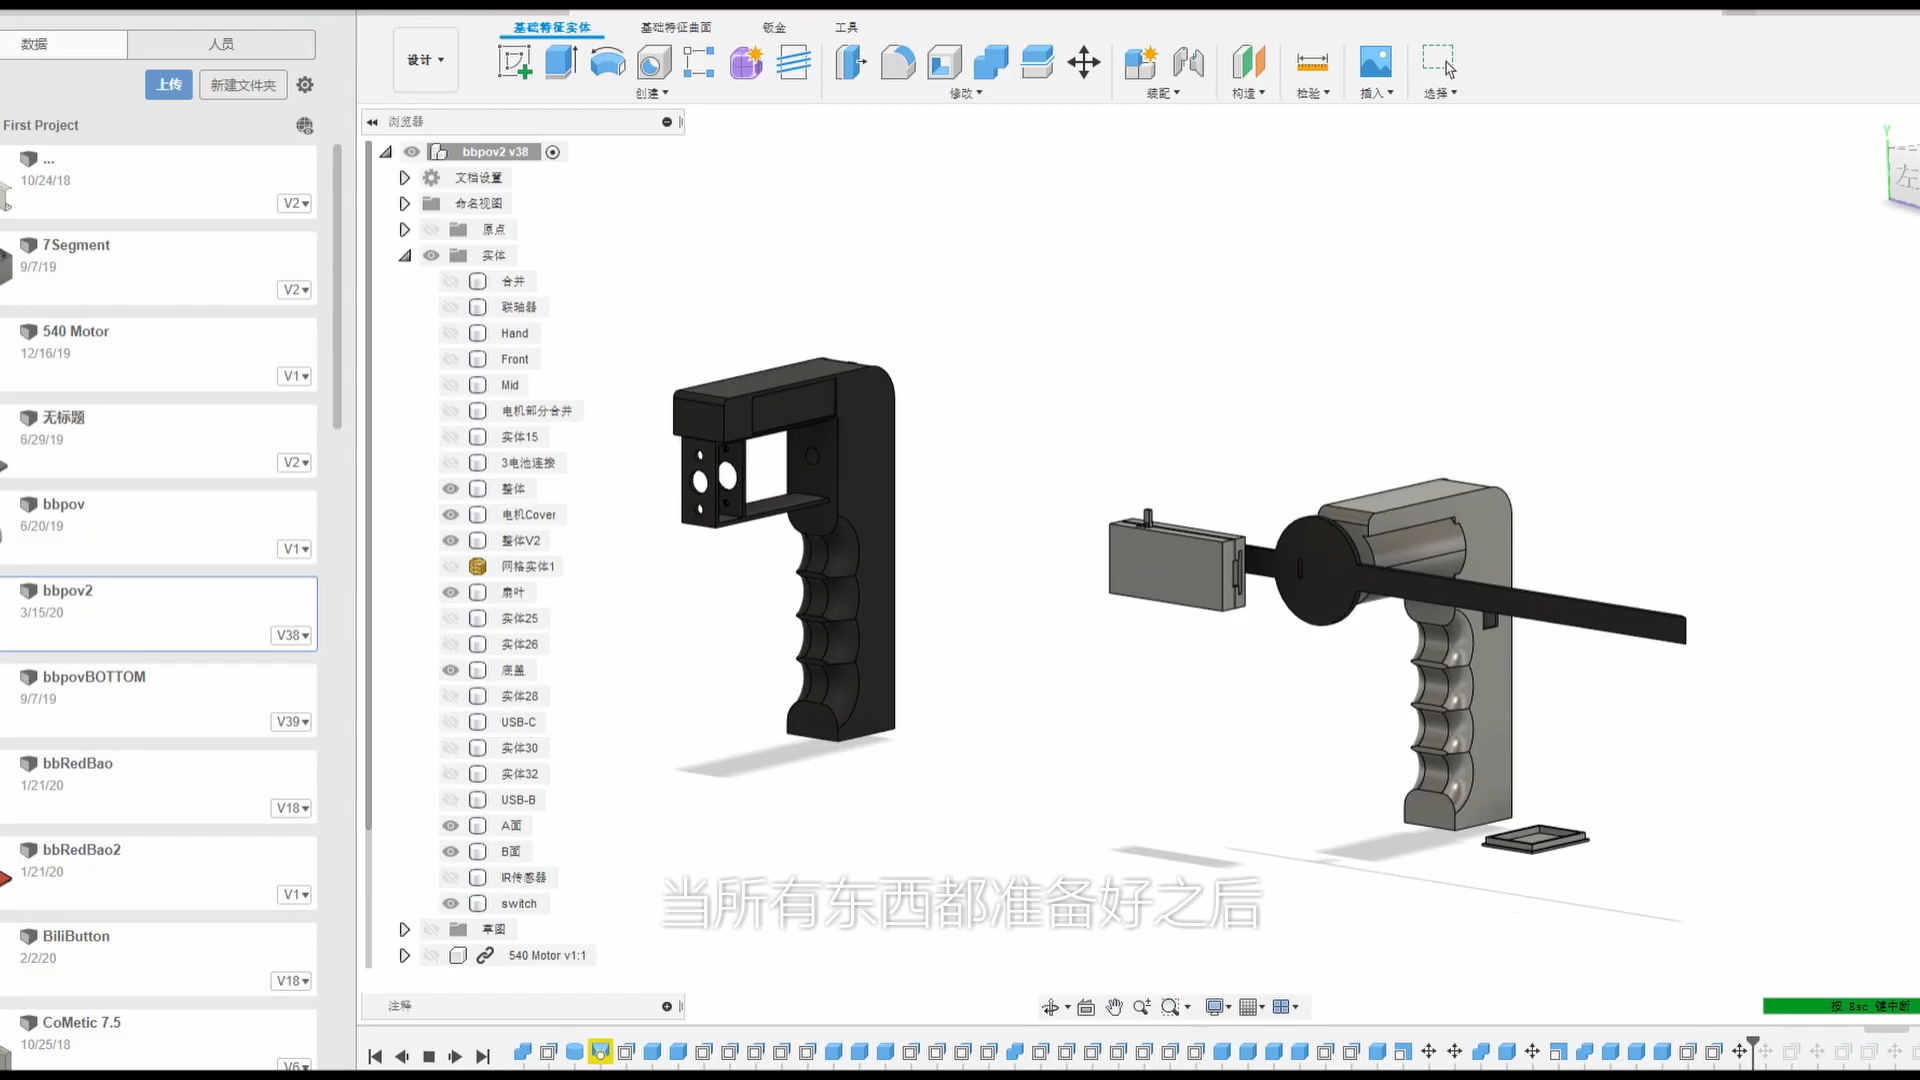 数据
人员
上传
新建文件夹
First Project
...
10/24/18
V2
7Segment
9/7/19
V2
540 Motor
12/16/19
V1
无标题
6/29/19
V2
bbpov
6/20/19
V1
bbpov2
3/15/20
V38
bbpovBOTTOM
9/7/19
V39
bbRedBao
1/21/20
V18
bbRedBao2
1/21/20
V1
BiliButton
2/2/20
V18
CoMetic 7.5
10/25/18
V6
设计
基础特征实体
基础特征曲面
钣金
工具
创建
修改
装配
构造
检验
插入
选择
浏览器
bbpov2 v38
文档设置
命名视图
原点
实体
合并
联轴器
Hand
Front
Mid
电机部分合并
实体15
3电池连接
整体
电机Cover
整体V2
网格实体1
扇叶
实体25
实体26
底盖
实体28
USB-C
实体30
实体32
USB-B
A面
B面
IR传感器
switch
草图
540 Motor v1:1
注释
Y
左
当所有东西都准备好之后
按 Esc 键中断